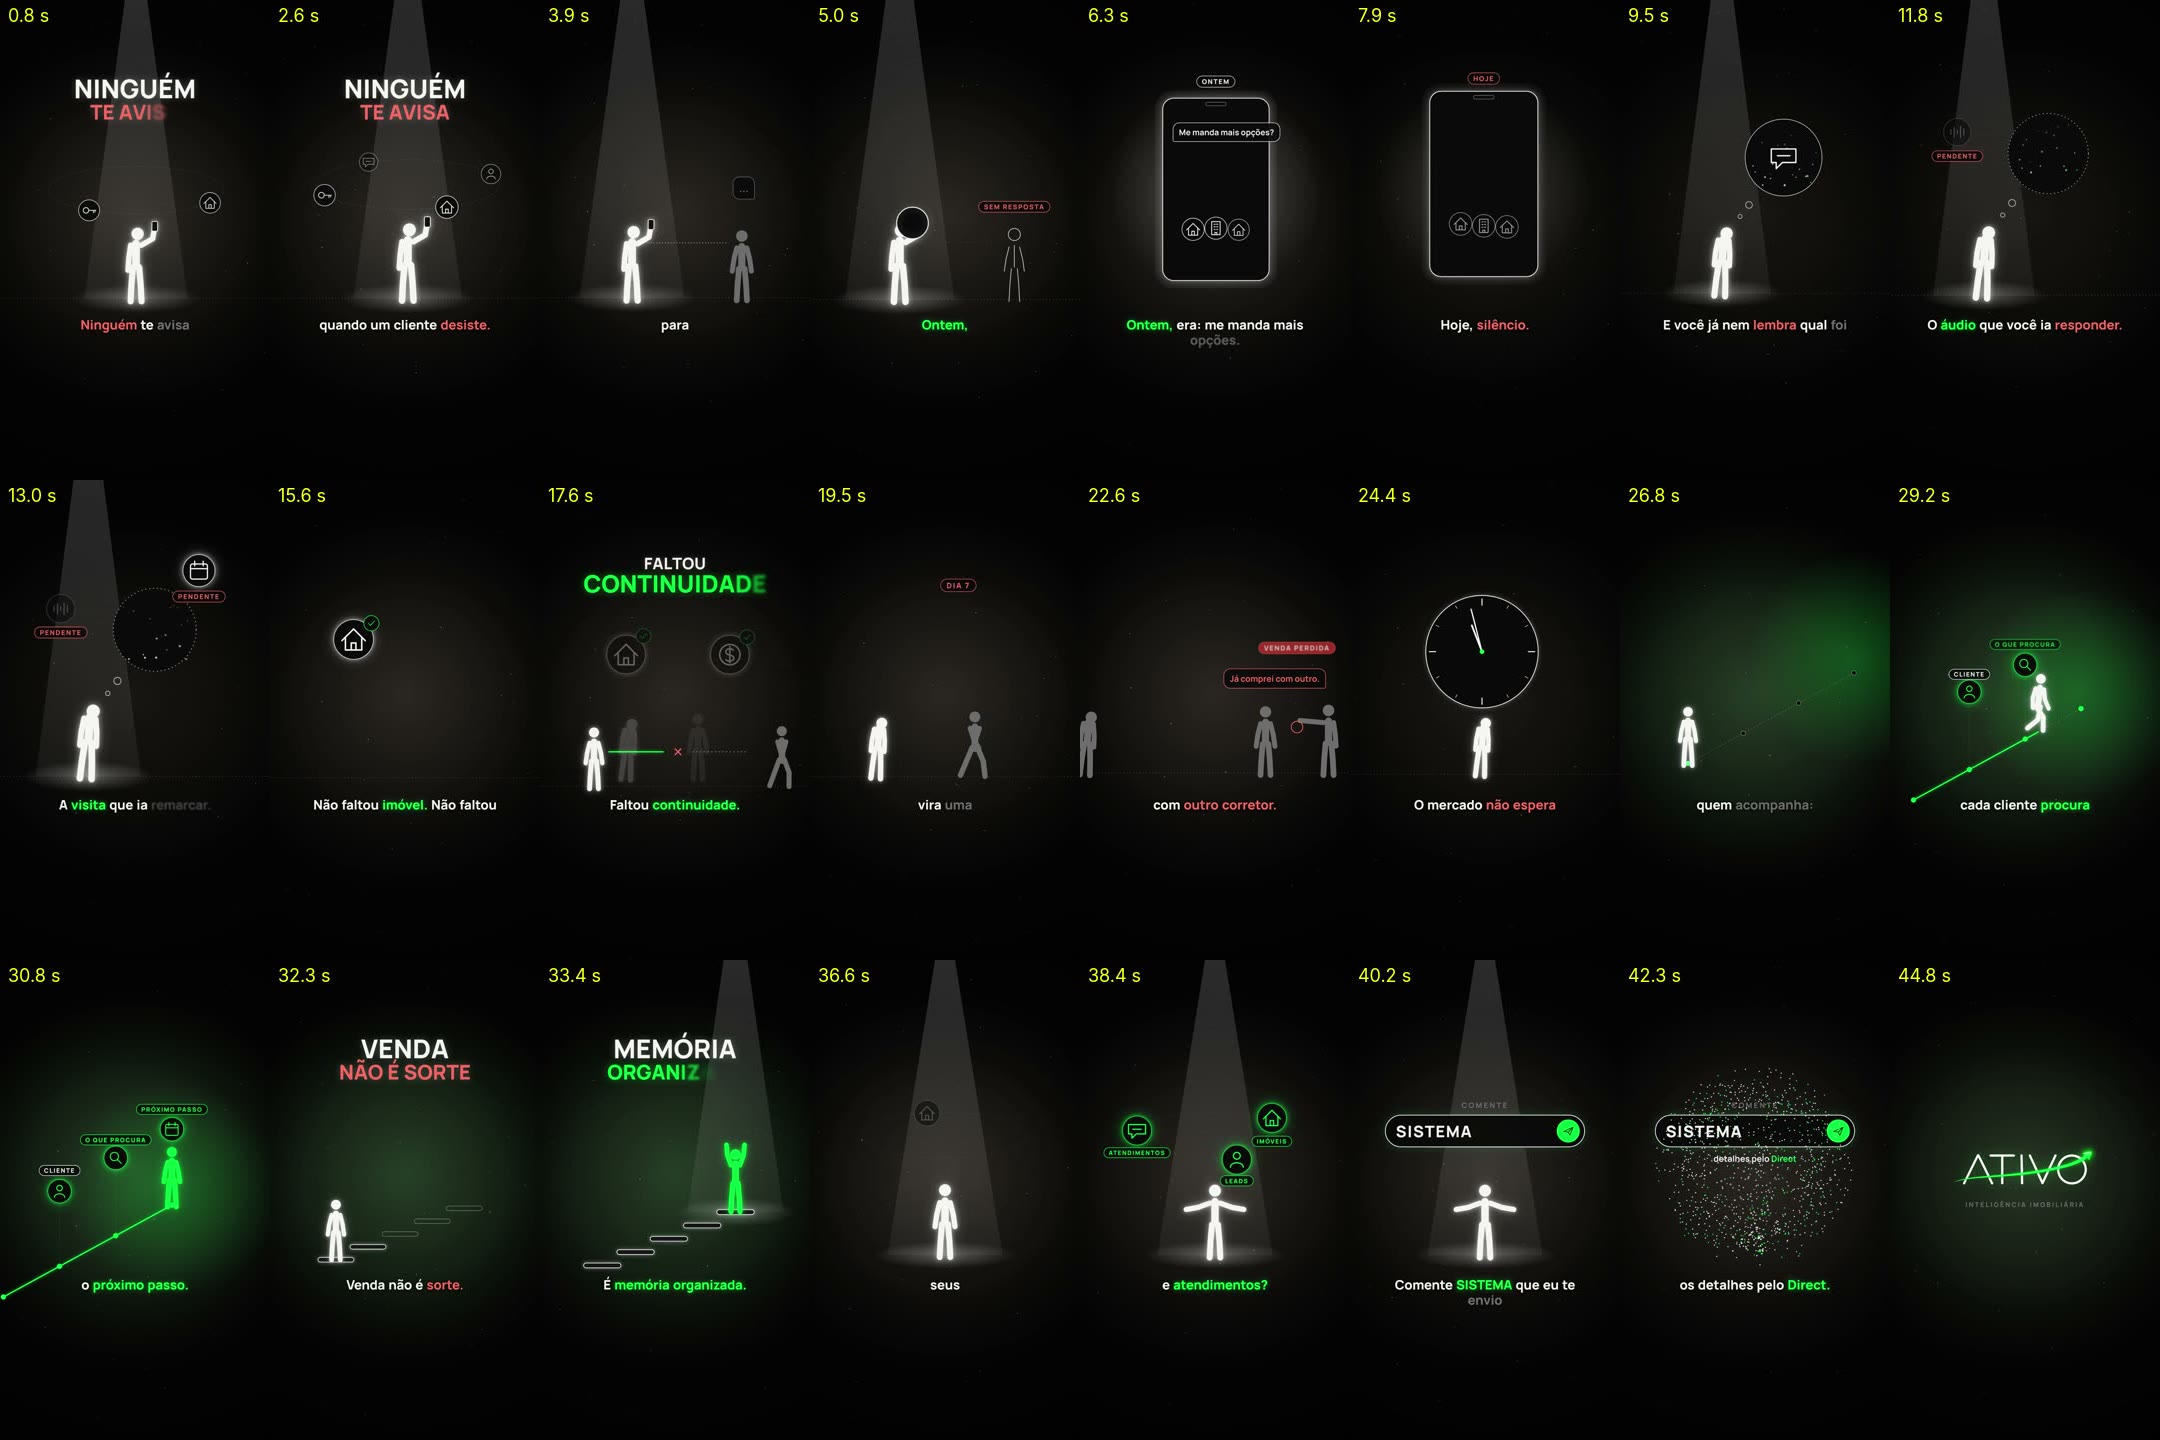 0.8 s
NINGUÉM
TE AVIS
Ninguém te avisa
2.6 s
NINGUÉM
TE AVISA
quando um cliente desiste.
3.9 s
...
para
5.0 s
SEM RESPOSTA
Ontem,
6.3 s
ONTEM
Me manda mais opções?
Ontem, era: me manda mais
opções.
7.9 s
HOJE
Hoje, silêncio.
9.5 s
E você já nem lembra qual foi
11.8 s
PENDENTE
O áudio que você ia responder.
13.0 s
PENDENTE
PENDENTE
A visita que ia remarcar.
15.6 s
Não faltou imóvel. Não faltou
17.6 s
FALTOU
CONTINUIDADE
Faltou continuidade.
19.5 s
DIA 7
vira uma
22.6 s
VENDA PERDIDA
Já comprei com outro.
com outro corretor.
24.4 s
O mercado não espera
26.8 s
quem acompanha:
29.2 s
O QUE PROCURA
CLIENTE
cada cliente procura
30.8 s
PRÓXIMO PASSO
O QUE PROCURA
CLIENTE
o próximo passo.
32.3 s
VENDA
NÃO É SORTE
Venda não é sorte.
33.4 s
MEMÓRIA
ORGANIZ
É memória organizada.
36.6 s
seus
38.4 s
ATENDIMENTOS
IMÓVEIS
LEADS
e atendimentos?
40.2 s
COMENTE
SISTEMA
Comente SISTEMA que eu te
envio
42.3 s
COMENTE
SISTEMA
detalhes pelo Direct
os detalhes pelo Direct.
44.8 s
ATIVO
INTELIGÊNCIA IMOBILIÁRIA